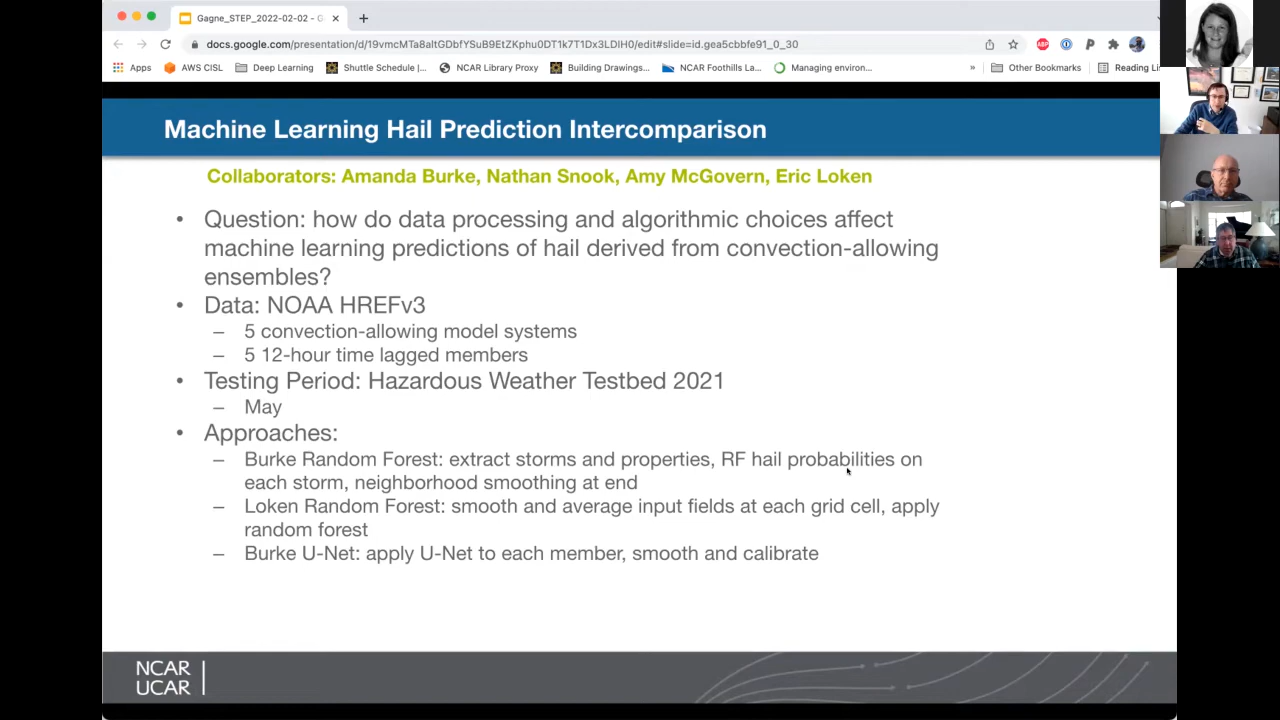 Gagne_STEP_2022-02-02 - G
docs.google.com/presentation/d/19vmcMTa8altGDbfYSuB9EtZKphu0DT1k7T1Dx3LDlH0/edit#slide=id.gea5cbbfe91_0_30
Apps AWS CISL Deep Learning Shuttle Schedule |... NCAR Library Proxy Building Drawings... NCAR Foothills La... Managing environ... » Other Bookmarks Reading Li
Machine Learning Hail Prediction Intercomparison
Collaborators: Amanda Burke, Nathan Snook, Amy McGovern, Eric Loken
• Question: how do data processing and algorithmic choices affect
machine learning predictions of hail derived from convection-allowing
ensembles?
• Data: NOAA HREFv3
– 5 convection-allowing model systems
– 5 12-hour time lagged members
• Testing Period: Hazardous Weather Testbed 2021
– May
• Approaches:
– Burke Random Forest: extract storms and properties, RF hail probabilities on
each storm, neighborhood smoothing at end
– Loken Random Forest: smooth and average input fields at each grid cell, apply
random forest
– Burke U-Net: apply U-Net to each member, smooth and calibrate
NCAR
UCAR